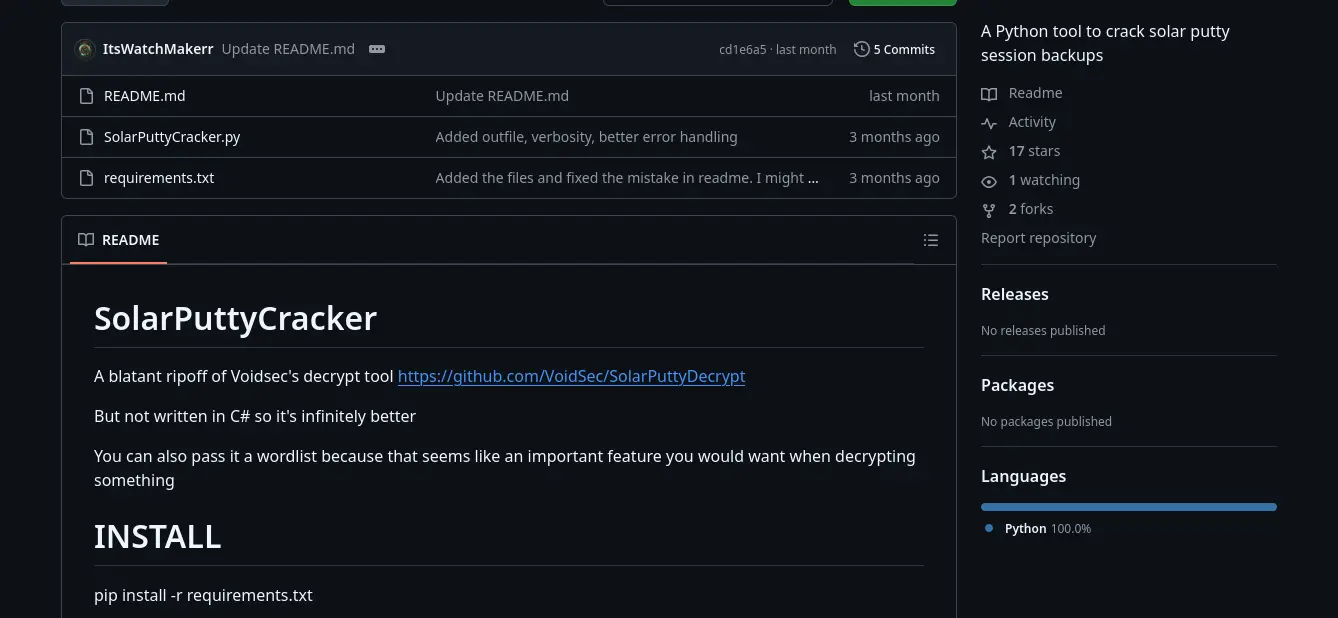 ItsWatchMakerr Update README.md cd1e6a5 · last month 5 Commits
README.md Update README.md last month
SolarPuttyCracker.py Added outfile, verbosity, better error handling 3 months ago
requirements.txt Added the files and fixed the mistake in readme. I might ... 3 months ago
README
SolarPuttyCracker
A blatant ripoff of Voidsec's decrypt tool https://github.com/VoidSec/SolarPuttyDecrypt
But not written in C# so it's infinitely better
You can also pass it a wordlist because that seems like an important feature you would want when decrypting
something
INSTALL
pip install -r requirements.txt
A Python tool to crack solar putty
session backups
Readme
Activity
17 stars
1 watching
2 forks
Report repository
Releases
No releases published
Packages
No packages published
Languages
Python 100.0%